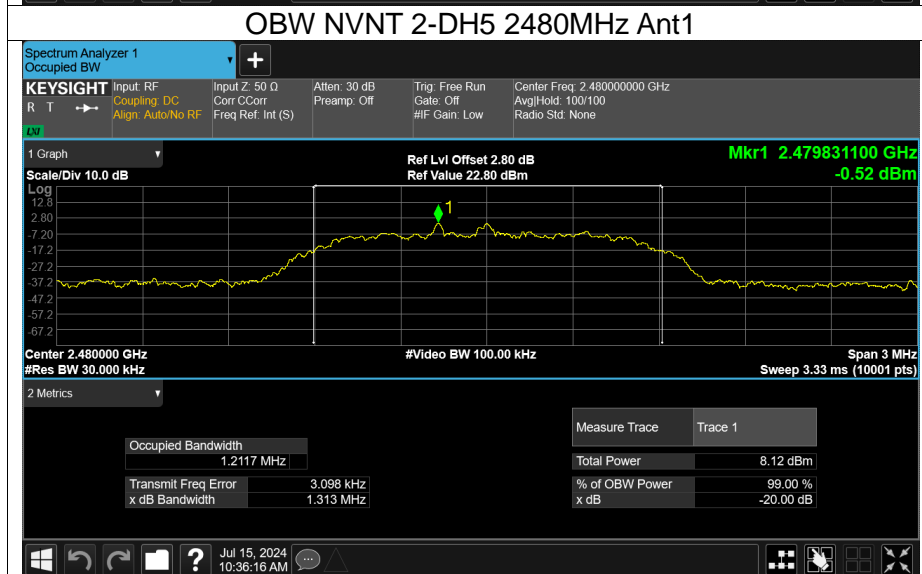 OBW NVNT 2-DH5 2480MHz Ant1
Spectrum Analyzer 1
Occupied BW
+
KEYSIGHT
R T
LXI
Input: RF
Coupling: DC
Align: Auto/No RF
Input Z: 50 Ω
Corr CCorr
Freq Ref: Int (S)
Atten: 30 dB
Preamp: Off
Trig: Free Run
Gate: Off
#IF Gain: Low
Center Freq: 2.480000000 GHz
Avg|Hold: 100/100
Radio Std: None
1 Graph
Scale/Div 10.0 dB
Ref Lvl Offset 2.80 dB
Ref Value 22.80 dBm
Mkr1 2.479831100 GHz
-0.52 dBm
Log
12.8
2.80
-7.20
-17.2
-27.2
-37.2
-47.2
-57.2
-67.2
1
Center 2.480000 GHz
#Res BW 30.000 kHz
#Video BW 100.00 kHz
Span 3 MHz
Sweep 3.33 ms (10001 pts)
2 Metrics
Measure Trace Trace 1
Occupied Bandwidth
1.2117 MHz
Total Power 8.12 dBm
Transmit Freq Error 3.098 kHz
% of OBW Power 99.00 %
x dB Bandwidth 1.313 MHz
x dB -20.00 dB
?
Jul 15, 2024
10:36:16 AM